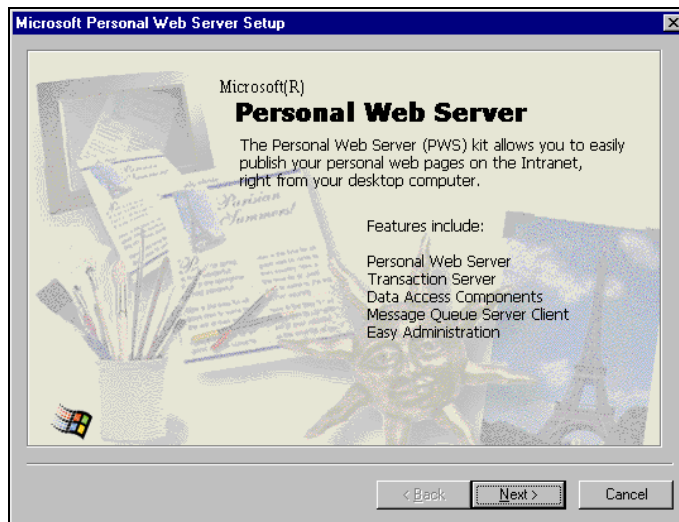 Microsoft Personal Web Server Setup
Microsoft(R)
Personal Web Server
The Personal Web Server (PWS) kit allows you to easily
publish your personal web pages on the Intranet,
right from your desktop computer.
Parisian
Summers!
Features include:
Personal Web Server
Transaction Server
Data Access Components
Message Queue Server Client
Easy Administration
< Back
Next >
Cancel